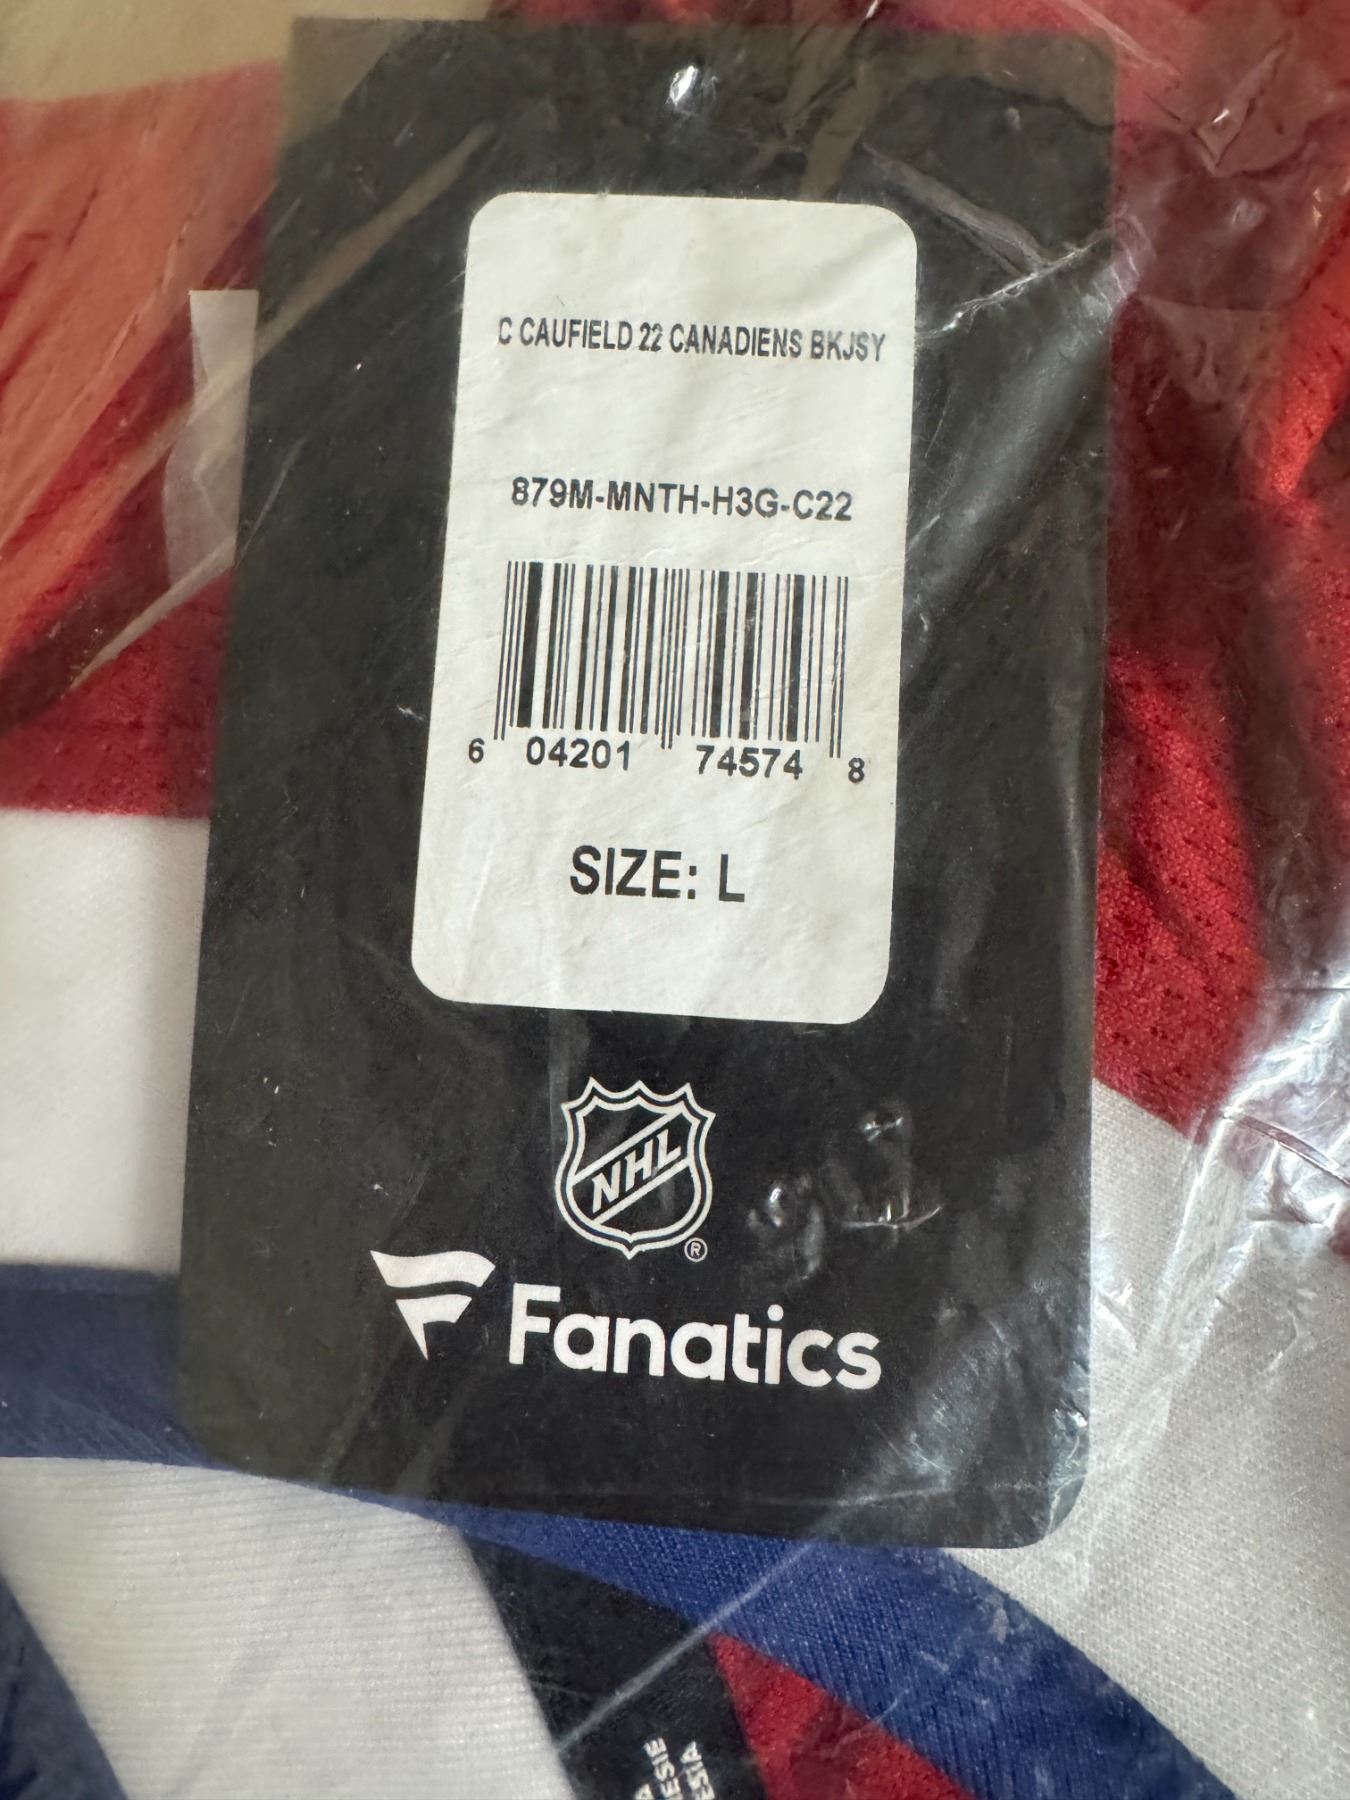 C CAUFIELD 22 CANADIENS BKJSY
879M-MNTH-H3G-C22
6 04201 74574 8
SIZE: L
NHL
®
Fanatics